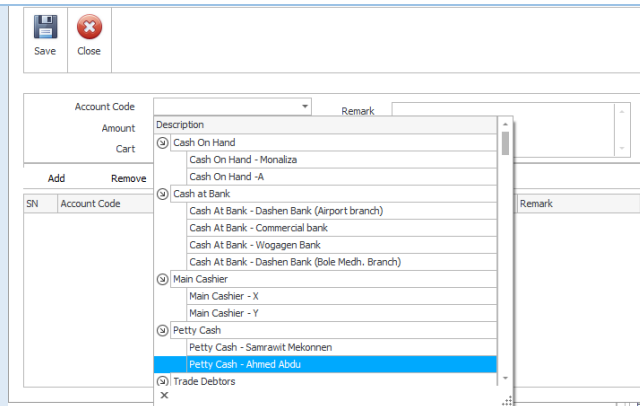 Save Close
Account Code
Remark
Amount
Cart
Add Remove
SN Account Code
Remark
Description
Cash On Hand
Cash On Hand - Monaliza
Cash On Hand -A
Cash at Bank
Cash At Bank - Dashen Bank (Airport branch)
Cash At Bank - Commercial bank
Cash At Bank - Wogagen Bank
Cash At Bank - Dashen Bank (Bole Medh. Branch)
Main Cashier
Main Cashier - X
Main Cashier - Y
Petty Cash
Petty Cash - Samrawit Mekonnen
Petty Cash - Ahmed Abdu
Trade Debtors